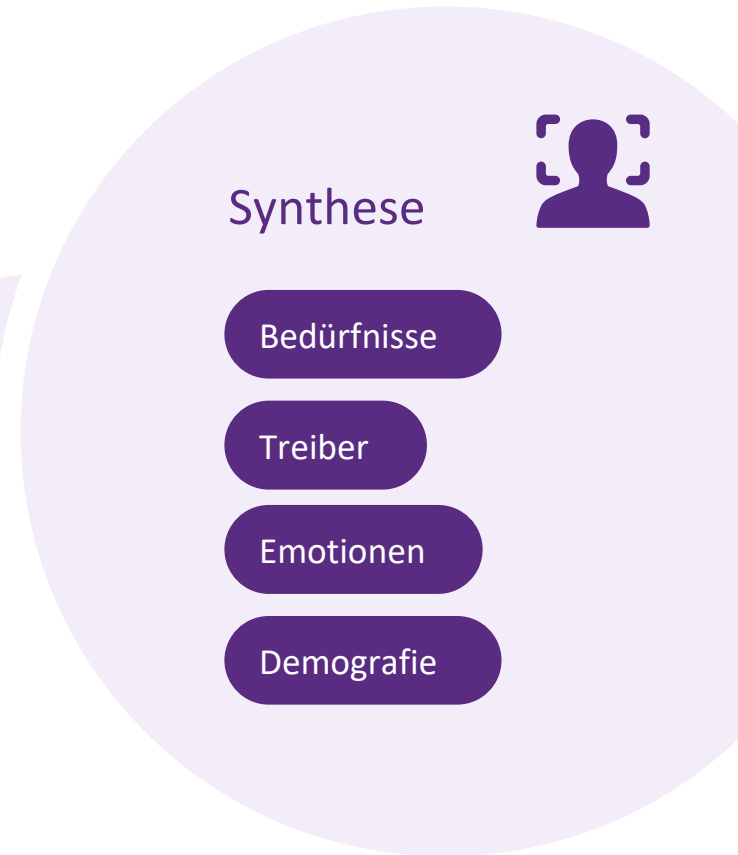 Synthese
Bedürfnisse
Treiber
Emotionen
Demografie